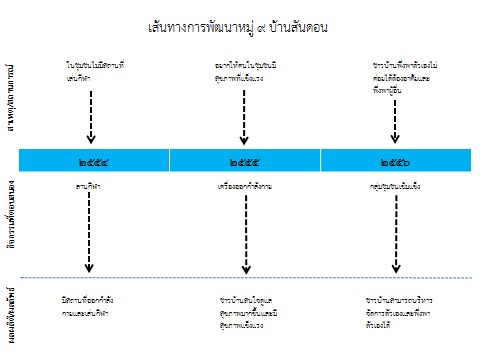 เส้นทางการพัฒนาหมู่ ๙ บ้านสันดอน
สาเหตุ/สถานการณ์
ในชุมชนไม่มีสถานที่
เล่นกีฬา
อยากให้คนในชุมชนมี
สุขภาพที่แข็งแรง
ชาวบ้านพึ่งพาตัวเองไม่
ค่อยได้ต้องอาศัยและ
พึ่งพาผู้อื่น
๒๕๕๔
๒๕๕๕
๒๕๕๖
กิจกรรมที่ตอบสนอง
ลานกีฬา
เครื่องออกกำลังกาย
กลุ่มชุมชนเข้มแข็ง
ผลผลิต/ผลลัพธ์
มีสถานที่ออกกำลัง
กายและเล่นกีฬา
ชาวบ้านสนใจดูแล
สุขภาพมากขึ้นและมี
สุขภาพแข็งแรง
ชาวบ้านสามารถบริหาร
จัดการตัวเองและพึ่งพา
ตัวเองได้